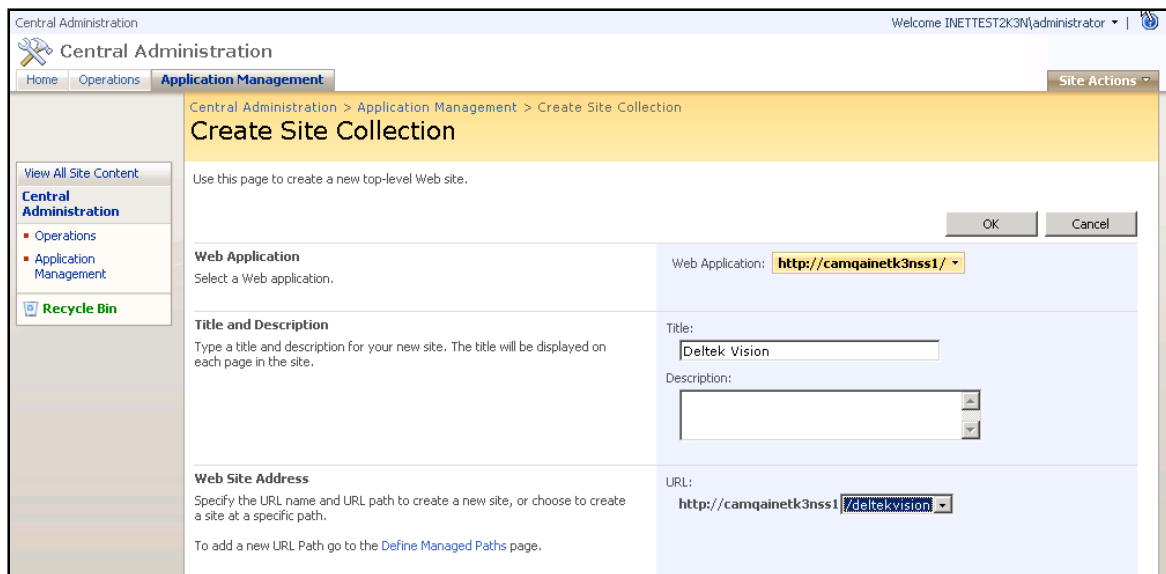 Central Administration
Welcome INETTEST2K3N\administrator
Central Administration
Home Operations Application Management
Site Actions
Central Administration > Application Management > Create Site Collection
Create Site Collection
View All Site Content
Central
Administration
Operations
Application
Management
Recycle Bin
Use this page to create a new top-level Web site.
OK Cancel
Web Application
Select a Web application.
Web Application: http://camqainetk3nss1/
Title and Description
Type a title and description for your new site. The title will be displayed on
each page in the site.
Title:
Deltek Vision
Description:
Web Site Address
Specify the URL name and URL path to create a new site, or choose to create
a site at a specific path.
To add a new URL Path go to the Define Managed Paths page.
URL:
http://camqainetk3nss1 /deltekvision